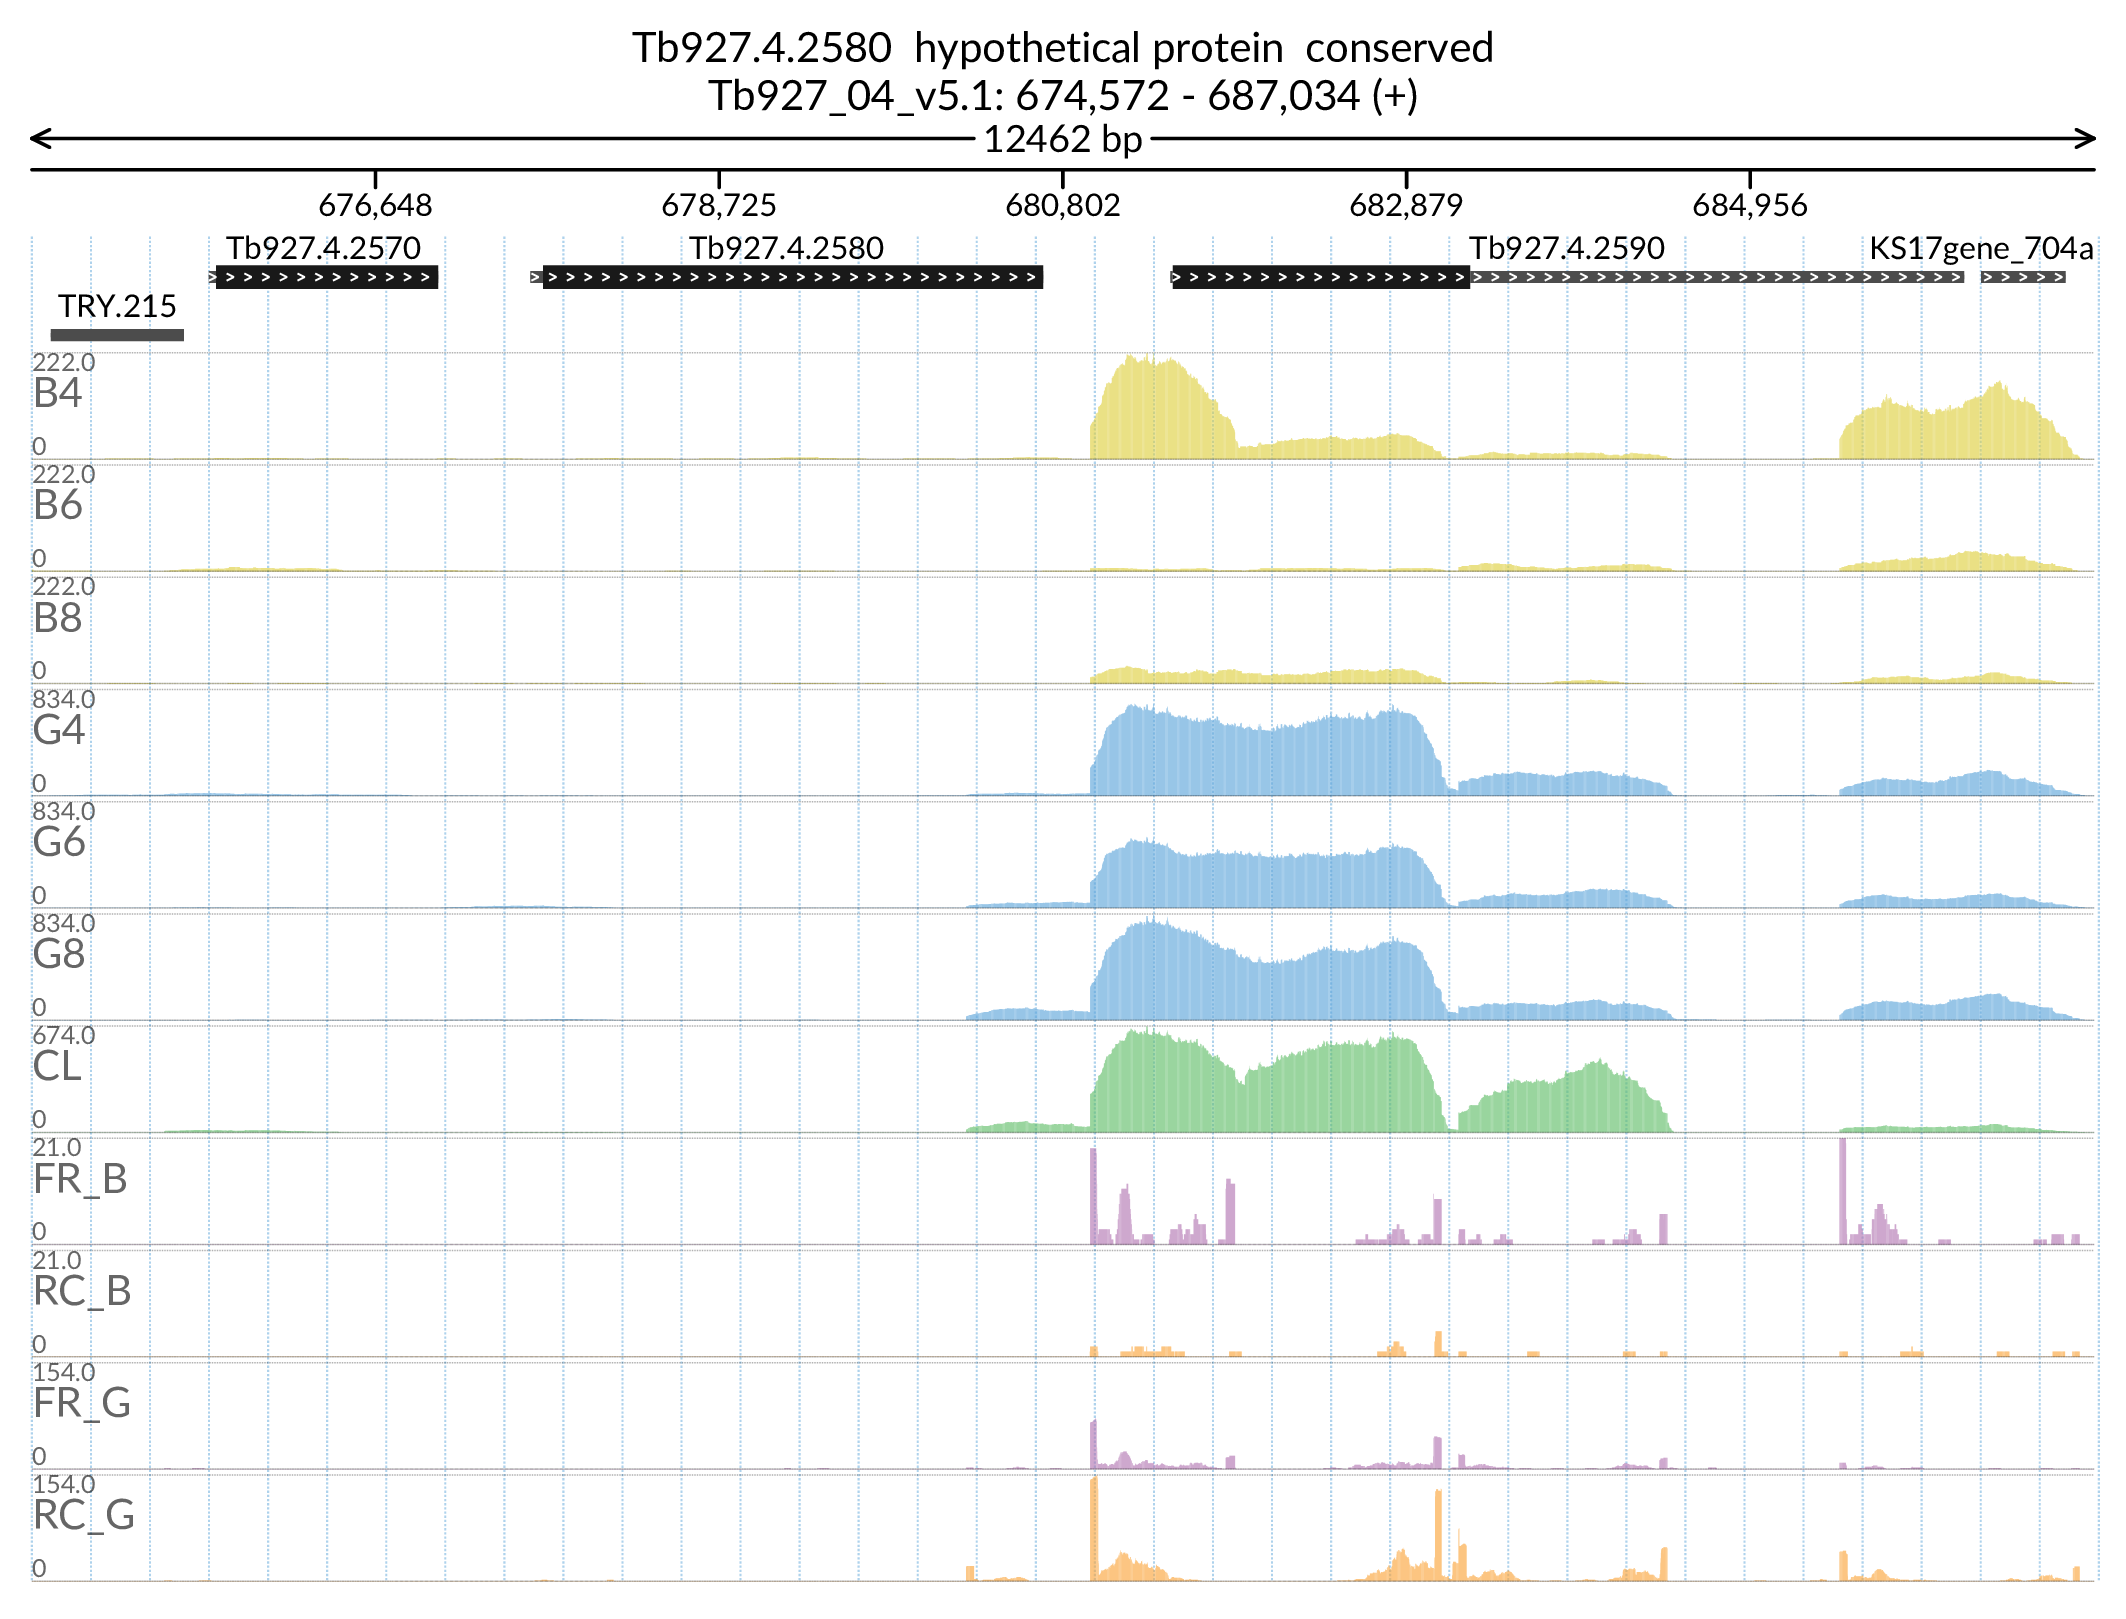 Tb927.4.2580  hypothetical protein  conserved
Tb927_04_v5.1: 674,572 - 687,034 (+)
12462 bp
676,648 678,725 680,802 682,879 684,956
Tb927.4.2570 Tb927.4.2580 Tb927.4.2590 KS17gene_704a
TRY.215
222.0
B4
0
222.0
B6
0
222.0
B8
0
834.0
G4
0
834.0
G6
0
834.0
G8
0
674.0
CL
0
21.0
FR_B
0
21.0
RC_B
0
154.0
FR_G
0
154.0
RC_G
0